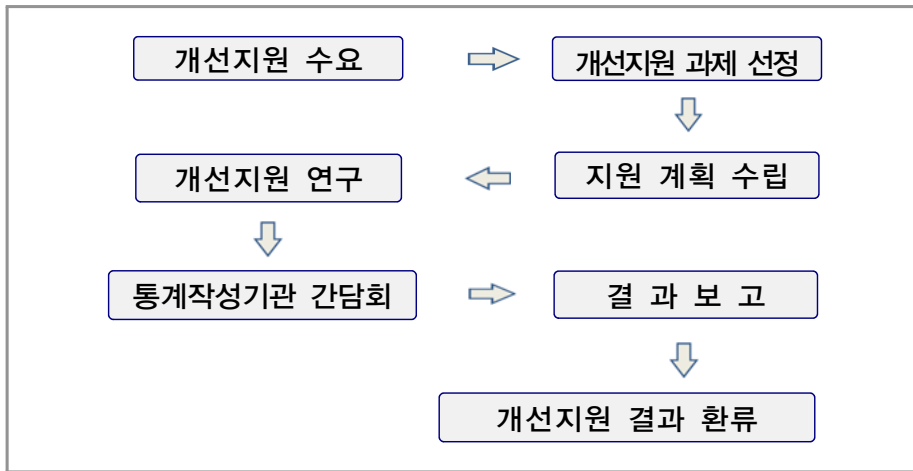 개선지원 수요
개선지원 과제 선정
지원 계획 수립
개선지원 연구
통계작성기관 간담회
결 과 보 고
개선지원 결과 환류